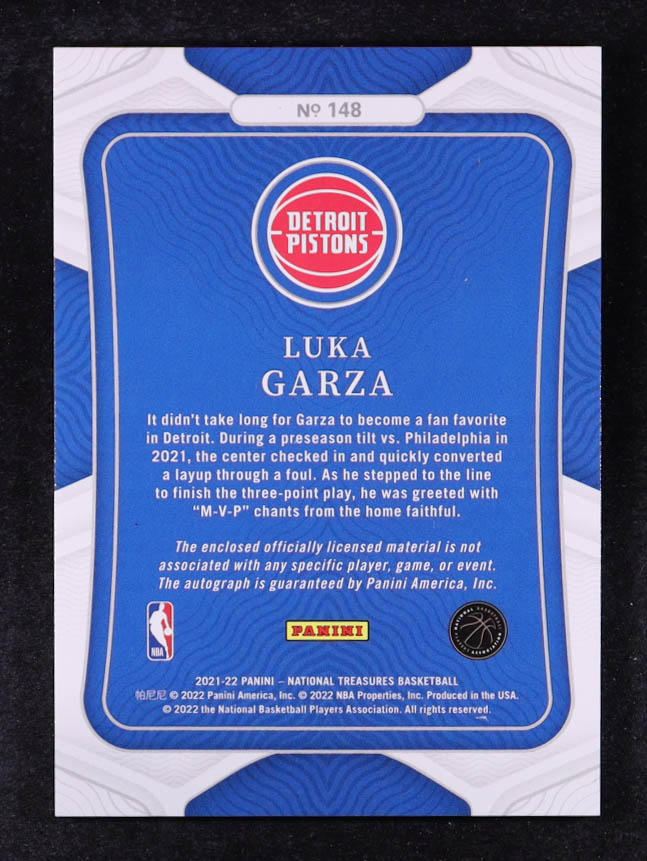 Nº 148
DETROIT
PISTONS
LUKA
GARZA
It didn't take long for Garza to become a fan favorite
in Detroit. During a preseason tilt vs. Philadelphia in
2021, the center checked in and quickly converted
a layup through a foul. As he stepped to the line
to finish the three-point play, he was greeted with
“M-V-P” chants from the home faithful.
The enclosed officially licensed material is not
associated with any specific player, game, or event.
The autograph is guaranteed by Panini America, Inc.
NBA
PANINI
NATIONAL BASKETBALL
PLAYERS ASSOCIATION
2021-22 PANINI – NATIONAL TREASURES BASKETBALL
帕尼尼 © 2022 Panini America, Inc. © 2022 NBA Properties, Inc. Produced in the USA.
© 2022 the National Basketball Players Association. All rights reserved.